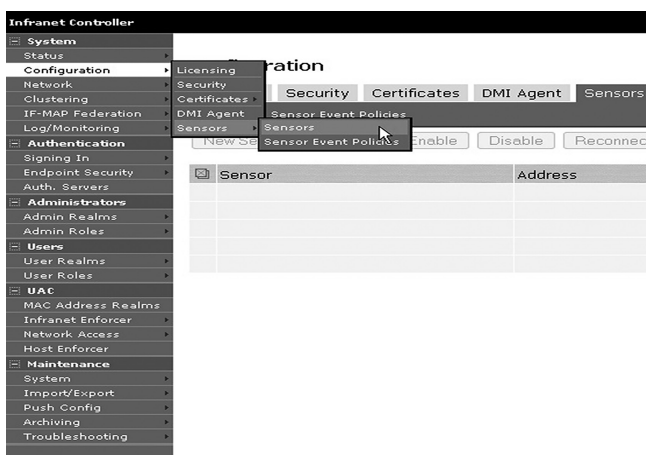 Infranet Controller
System
Status
Configuration
Network
Clustering
IF-MAP Federation
Log/Monitoring
Authentication
Signing In
Endpoint Security
Auth. Servers
Administrators
Admin Realms
Admin Roles
Users
User Realms
User Roles
UAC
MAC Address Realms
Infranet Enforcer
Network Access
Host Enforcer
Maintenance
System
Import/Export
Push Config
Archiving
Troubleshooting
Licensing
Security
Certificates
DMI Agent
Sensors
Sensors
Sensor Event Policies
ration
Security Certificates DMI Agent Sensors
Sensor Event Policies
New Se Enable Disable Reconnec
Sensor Address